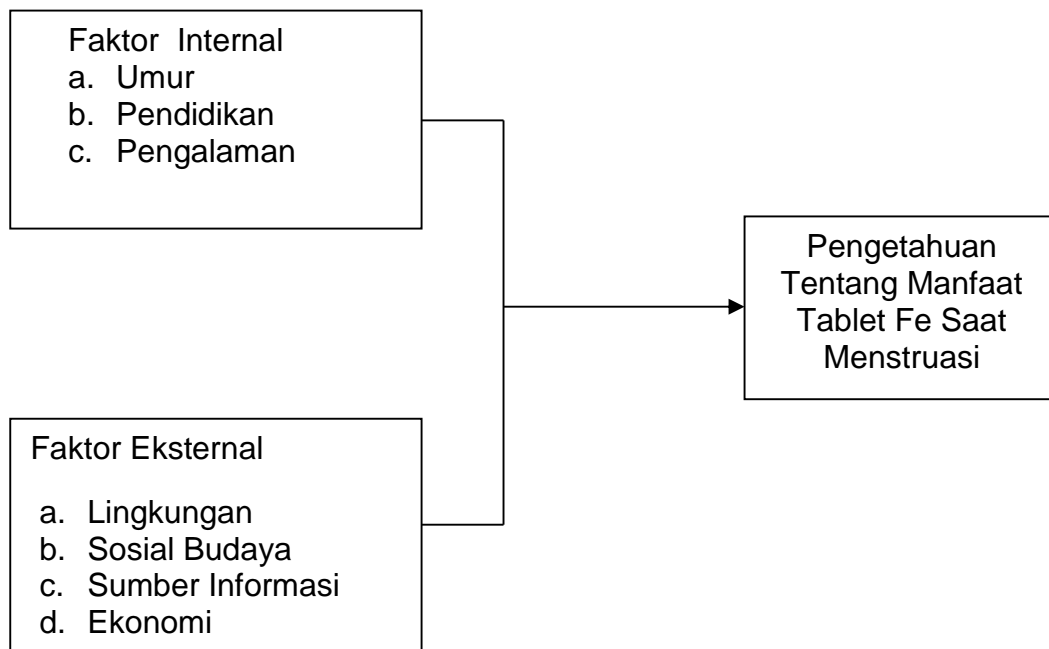 Faktor Internal
a. Umur
b. Pendidikan
c. Pengalaman
Pengetahuan
Tentang Manfaat
Tablet Fe Saat
Menstruasi
Faktor Eksternal
a. Lingkungan
b. Sosial Budaya
c. Sumber Informasi
d. Ekonomi